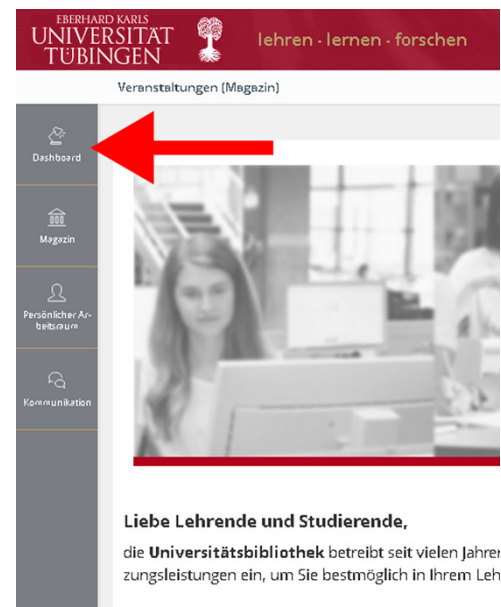 EBERHARD KARLS
UNIVERSITÄT
TÜBINGEN
lehren · lernen · forschen
Veranstaltungen (Magazin)
Dashboard
Magazin
Persönlicher Ar-
beitsraum
Kommunikation
Liebe Lehrende und Studierende,
die Universitätsbibliothek betreibt seit vielen Jahren
zungsleistungen ein, um Sie bestmöglich in Ihrem Leh